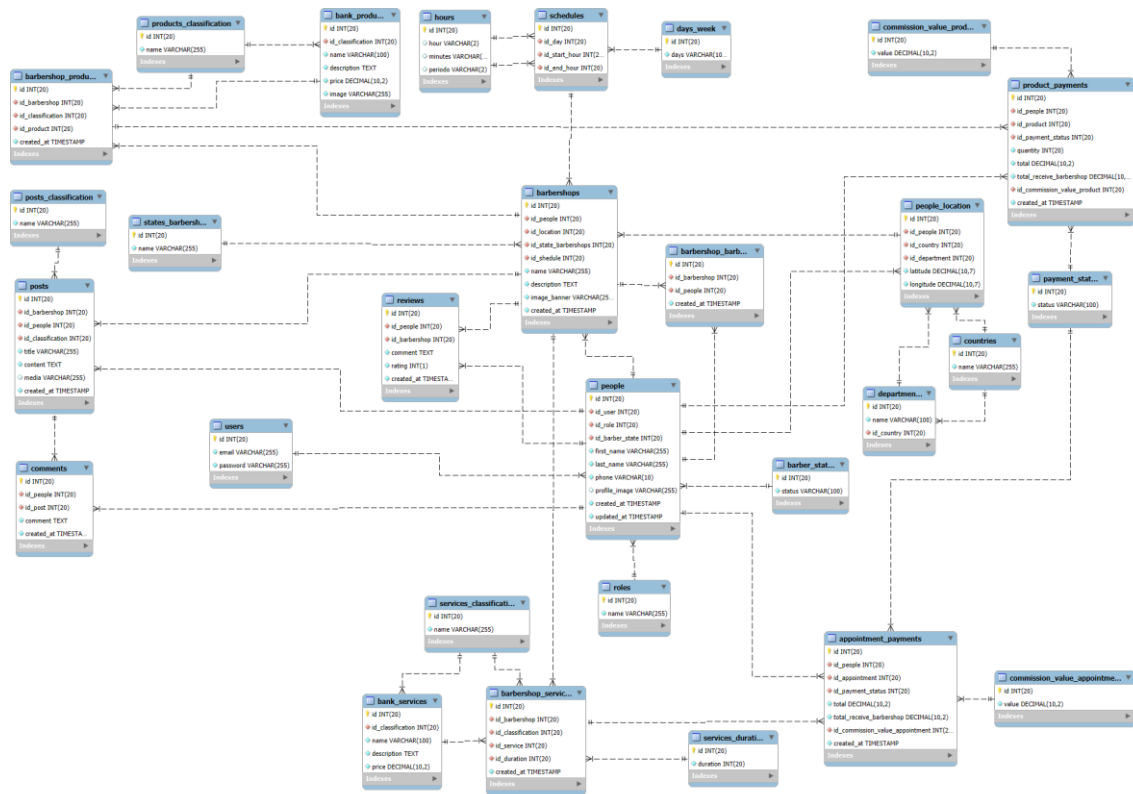 products_classification
id INT(20)
name VARCHAR(255)
Indexes
bank_produ...
id INT(20)
id_classification INT(20)
name VARCHAR(100)
description TEXT
price DECIMAL(10,2)
image VARCHAR(255)
Indexes
hours
id INT(20)
hour VARCHAR(2)
minutes VARCHAR(...
periodo VARCHAR(2)
Indexes
schedules
id INT(20)
id_day INT(20)
id_start_hour INT(2...
id_end_hour INT(20)
Indexes
days_week
id INT(20)
days VARCHAR(10...
Indexes
commission_value_prod...
id INT(20)
value DECIMAL(10,2)
Indexes
barbershop_produ...
id INT(20)
id_barbershop INT(20)
id_classification INT(20)
id_product INT(20)
created_at TIMESTAMP
Indexes
product_payments
id INT(20)
id_people INT(20)
id_product INT(20)
id_payment_status INT(20)
quantity INT(20)
total DECIMAL(10,2)
total_receive_barbershop DECIMAL(10,...
id_commission_value_product INT(20)
created_at TIMESTAMP
Indexes
posts_classification
id INT(20)
name VARCHAR(255)
Indexes
states_barbersh...
id INT(20)
name VARCHAR(255)
Indexes
barbershops
id INT(20)
id_people INT(20)
id_location INT(20)
id_state_barbershops INT(20)
id_shedule INT(20)
name VARCHAR(255)
description TEXT
image_banner VARCHAR(25...
created_at TIMESTAMP
Indexes
barbershop_barb...
id INT(20)
id_barbershop INT(20)
id_people INT(20)
created_at TIMESTAMP
Indexes
people_location
id INT(20)
id_people INT(20)
id_country INT(20)
id_department INT(20)
latitude DECIMAL(10,7)
longitude DECIMAL(10,7)
Indexes
payment_stat...
id INT(20)
status VARCHAR(100)
Indexes
posts
id INT(20)
id_barbershop INT(20)
id_people INT(20)
id_classification INT(20)
title VARCHAR(255)
content TEXT
media VARCHAR(255)
created_at TIMESTAMP
Indexes
reviews
id INT(20)
id_people INT(20)
id_barbershop INT(20)
comment TEXT
rating INT(1)
created_at TIMESTA...
Indexes
countries
id INT(20)
name VARCHAR(255)
Indexes
people
id INT(20)
id_user INT(20)
id_role INT(20)
id_barber_state INT(20)
first_name VARCHAR(255)
last_name VARCHAR(255)
phone VARCHAR(10)
profile_image VARCHAR(255)
created_at TIMESTAMP
updated_at TIMESTAMP
Indexes
departmen...
id INT(20)
name VARCHAR(100)
id_country INT(20)
Indexes
users
id INT(20)
email VARCHAR(255)
password VARCHAR(255)
Indexes
comments
id INT(20)
id_people INT(20)
id_post INT(20)
comment TEXT
created_at TIMESTA...
Indexes
barber_stat...
id INT(20)
status VARCHAR(100)
Indexes
roles
id INT(20)
name VARCHAR(255)
Indexes
services_classificati...
id INT(20)
name VARCHAR(255)
Indexes
appointment_payments
id INT(20)
id_people INT(20)
id_appointment INT(20)
id_payment_status INT(20)
total DECIMAL(10,2)
total_receive_barbershop DECIMAL(10,2)
id_commission_value_appointment INT(2...
created_at TIMESTAMP
Indexes
commission_value_appointme...
id INT(20)
value DECIMAL(10,2)
Indexes
bank_services
id INT(20)
id_classification INT(20)
name VARCHAR(100)
description TEXT
price DECIMAL(10,2)
Indexes
barbershop_servic...
id INT(20)
id_barbershop INT(20)
id_classification INT(20)
id_service INT(20)
id_duration INT(20)
created_at TIMESTAMP
Indexes
services_durati...
id INT(20)
duration INT(20)
Indexes